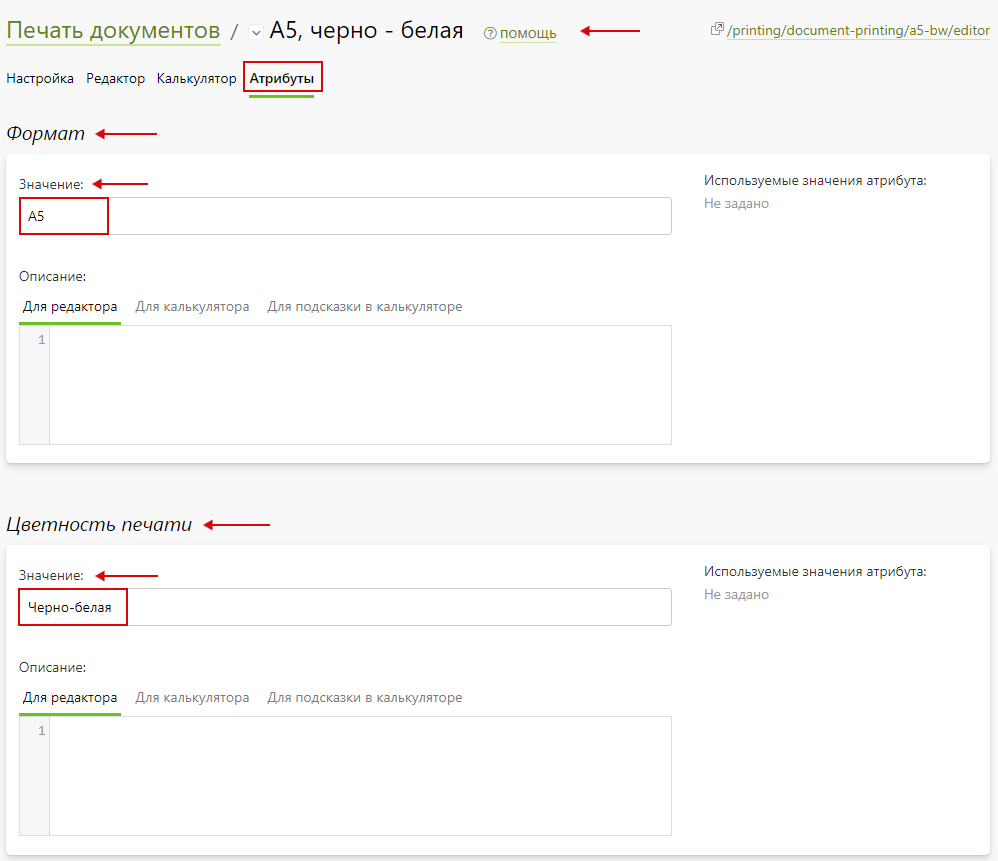 Печать документов / А5, черно - белая ? помощь /printing/document-printing/a5-bw/editor
Настройка Редактор Калькулятор Атрибуты
Формат
Значение:
А5
Используемые значения атрибута:
Не задано
Описание:
Для редактора Для калькулятора Для подсказки в калькуляторе
1
Цветность печати
Значение:
Черно-белая
Используемые значения атрибута:
Не задано
Описание:
Для редактора Для калькулятора Для подсказки в калькуляторе
1